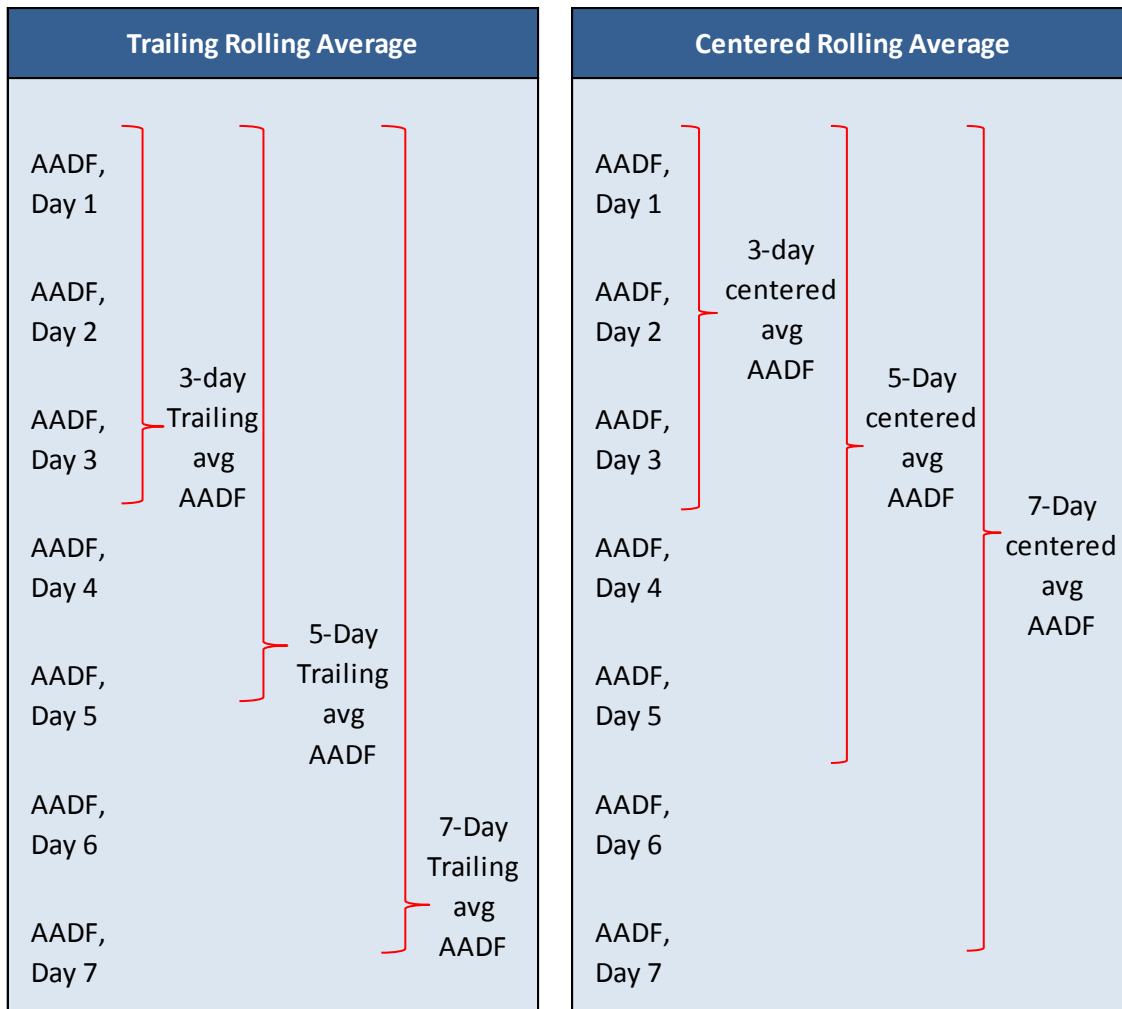 Trailing Rolling Average
AADF,
Day 1
AADF,
Day 2
AADF,
Day 3
AADF,
Day 4
AADF,
Day 5
AADF,
Day 6
AADF,
Day 7
3-day
Trailing
avg
AADF
5-Day
Trailing
avg
AADF
7-Day
Trailing
avg
AADF
Centered Rolling Average
AADF,
Day 1
AADF,
Day 2
AADF,
Day 3
AADF,
Day 4
AADF,
Day 5
AADF,
Day 6
AADF,
Day 7
3-day
centered
avg
AADF
5-Day
centered
avg
AADF
7-Day
centered
avg
AADF